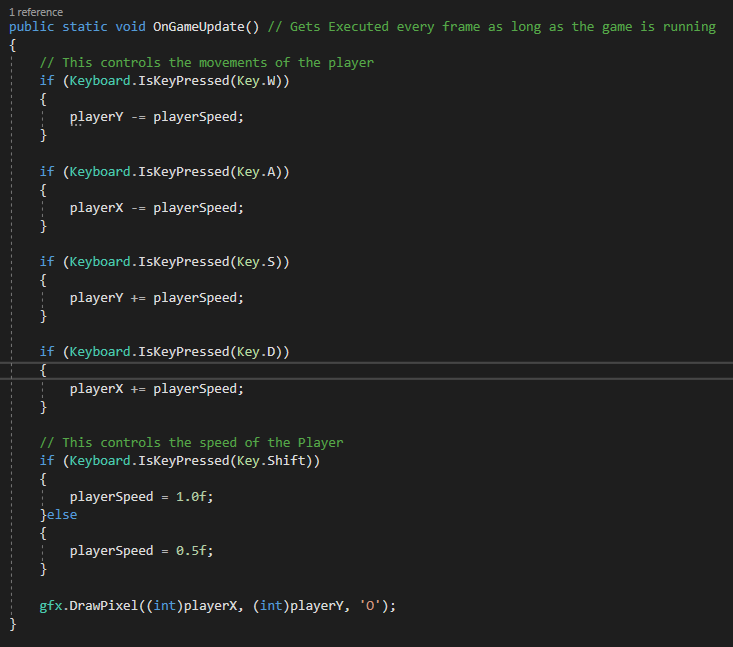 1 reference
public static void OnGameUpdate() // Gets Executed every frame as long as the game is running
{
    // This controls the movements of the player
    if (Keyboard.IsKeyPressed(Key.W))
    {
        playerY -= playerSpeed;
    }

    if (Keyboard.IsKeyPressed(Key.A))
    {
        playerX -= playerSpeed;
    }

    if (Keyboard.IsKeyPressed(Key.S))
    {
        playerY += playerSpeed;
    }

    if (Keyboard.IsKeyPressed(Key.D))
    {
        playerX += playerSpeed;
    }

    // This controls the speed of the Player
    if (Keyboard.IsKeyPressed(Key.Shift))
    {
        playerSpeed = 1.0f;
    }else
    {
        playerSpeed = 0.5f;
    }

    gfx.DrawPixel((int)playerX, (int)playerY, 'O');
}